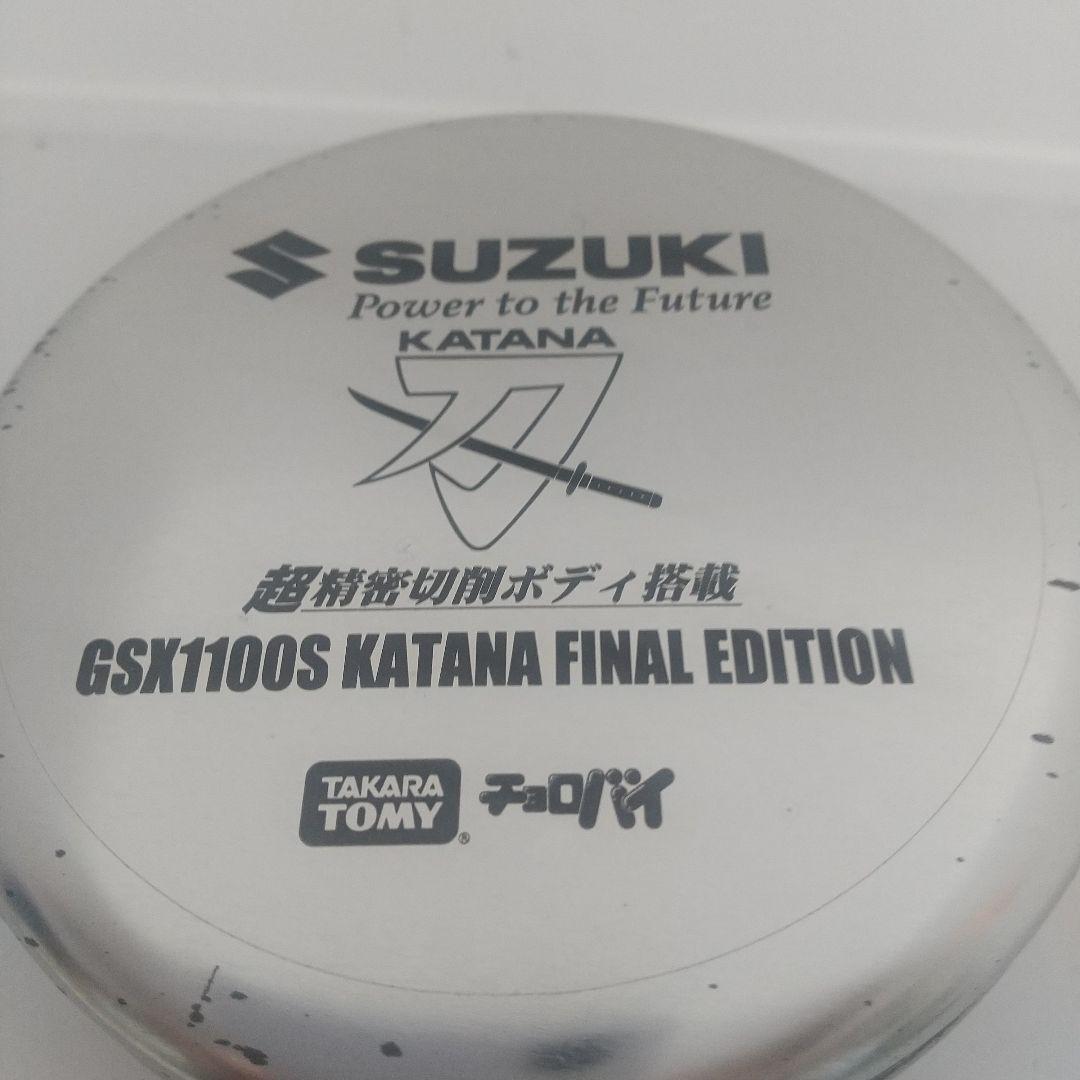 SUZUKI
Power to the Future
KATANA
刀
超精密切削ボディ搭載
GSX1100S KATANA FINAL EDITION
TAKARA TOMY® チョロバイ